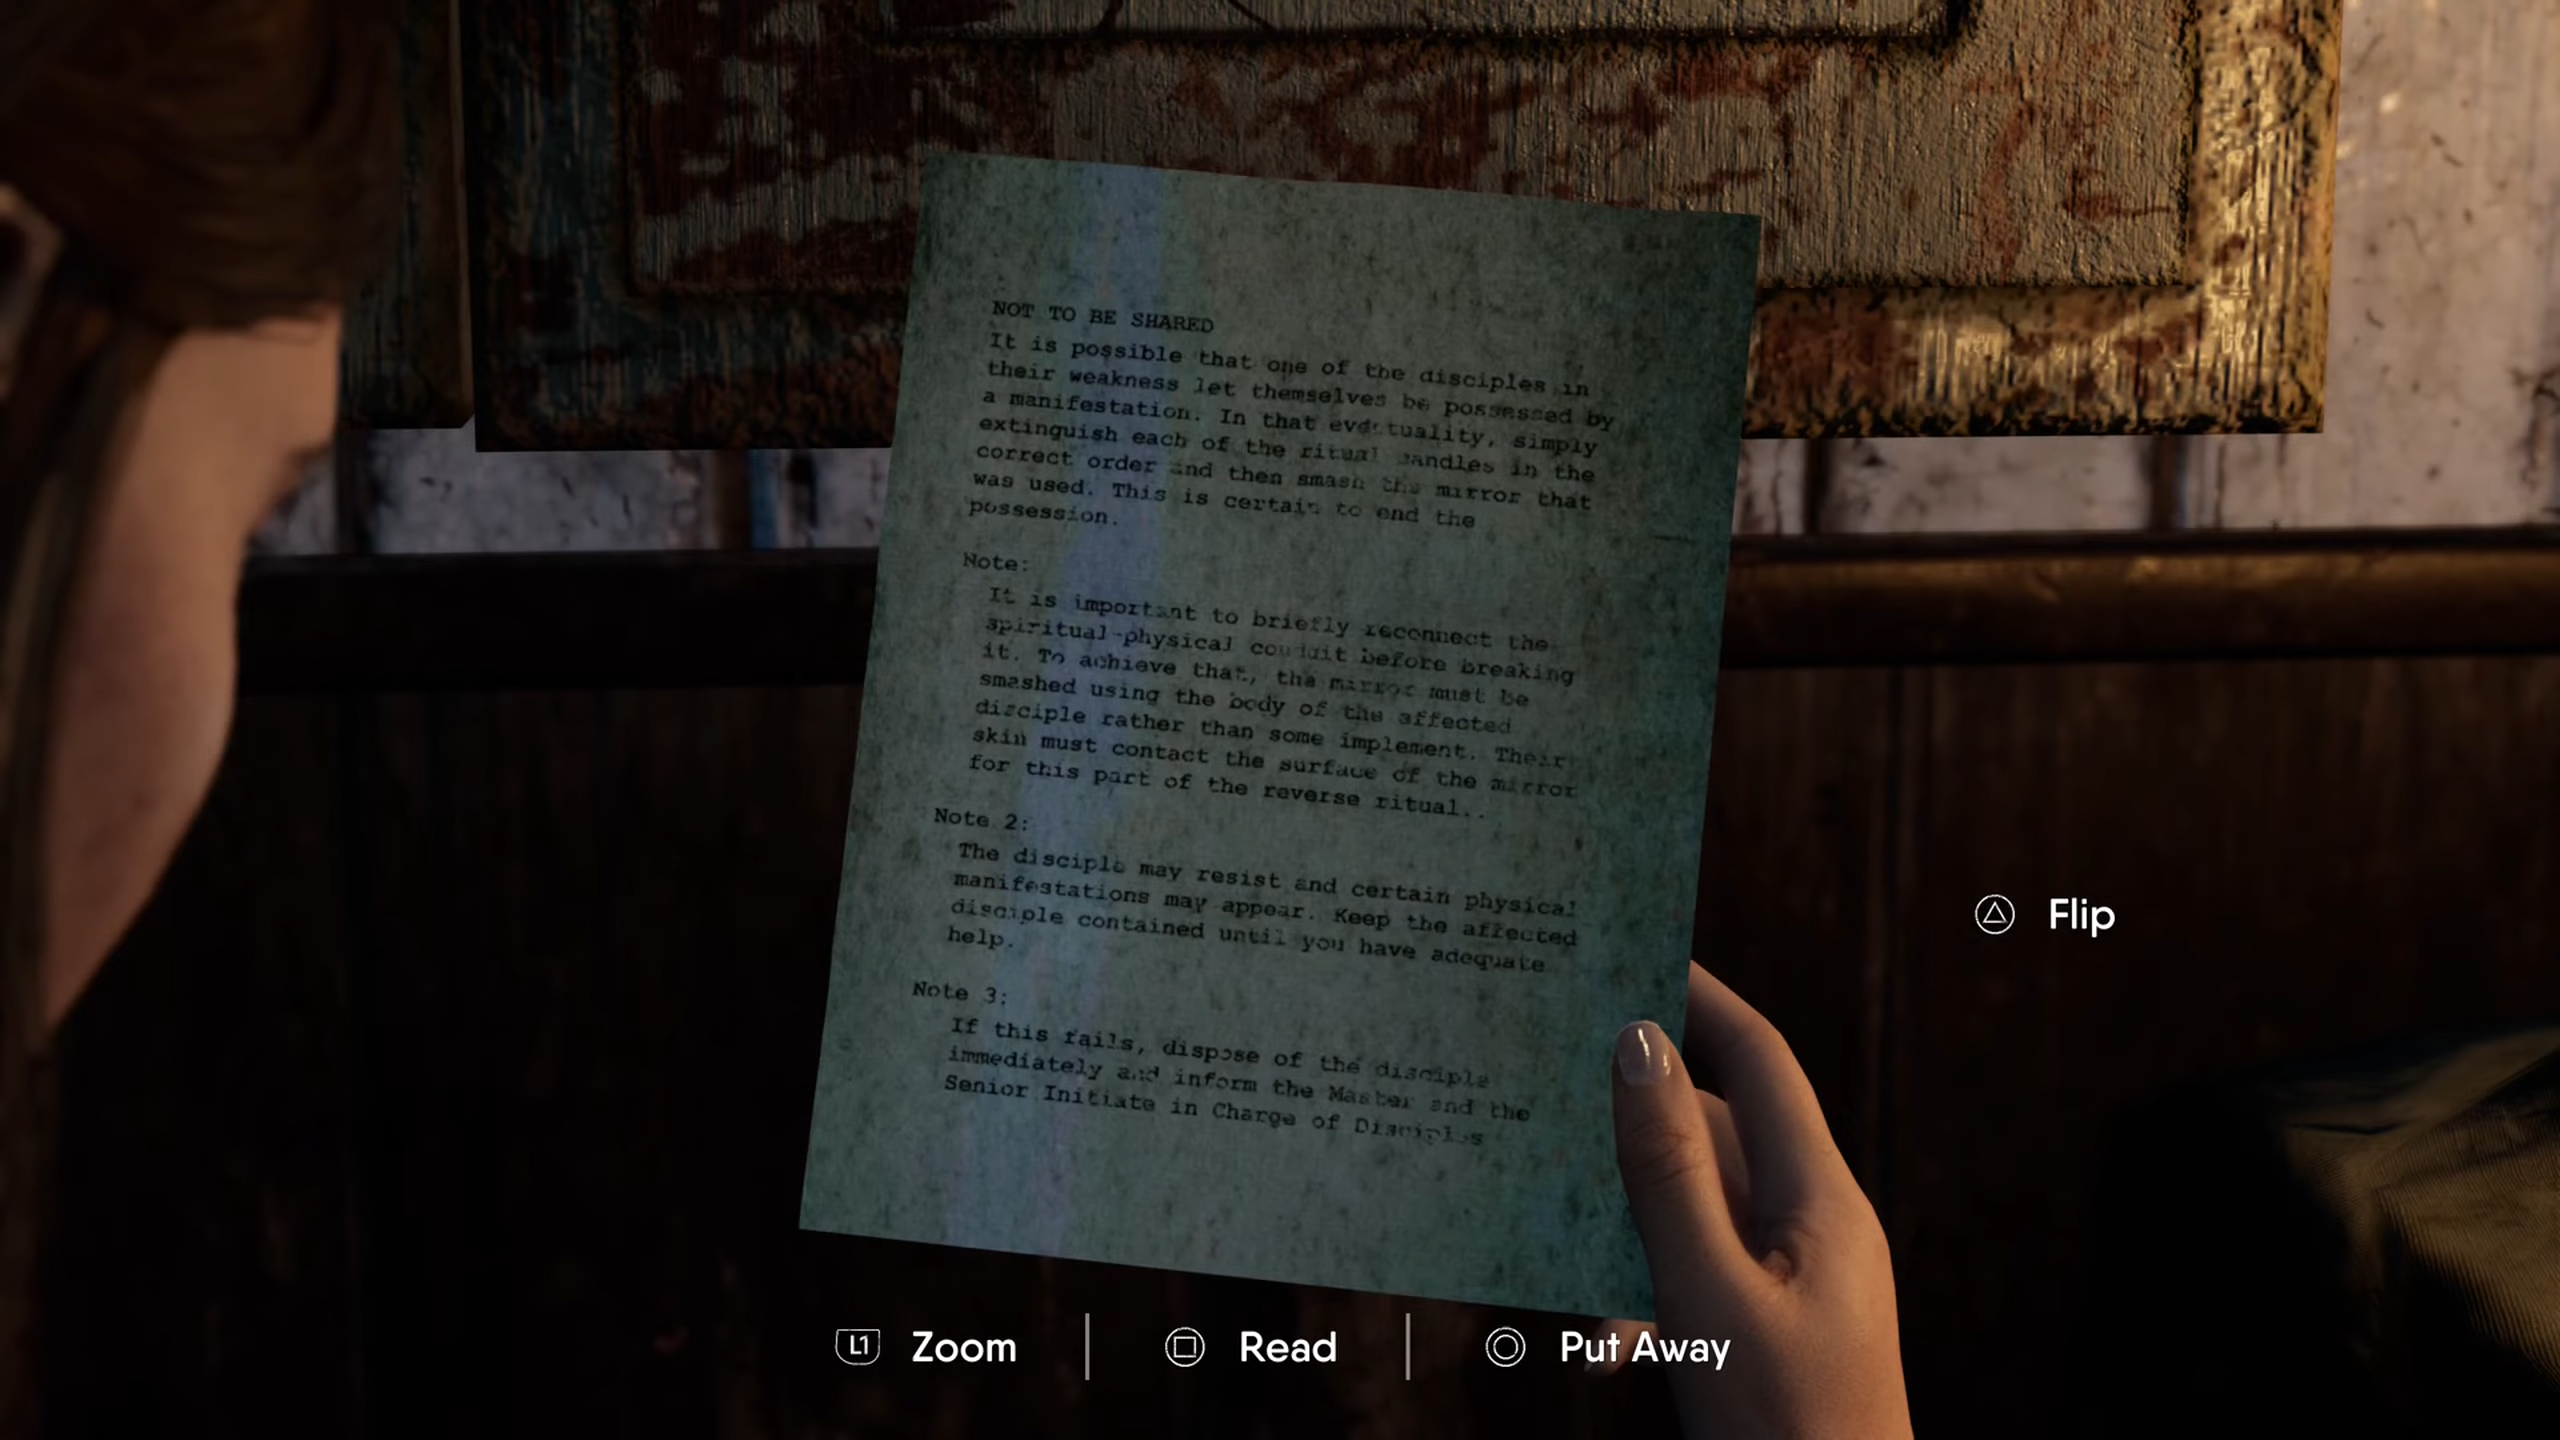 NOT TO BE SHARED
It is possible that one of the disciples in
their weakness let themselves be possessed by
a manifestation. In that eventuality, simply
extinguish each of the ritual candles in the
correct order and then smash the mirror that
was used. This is certain to end the
possession.
Note:
It is important to briefly reconnect the
spiritual-physical conduit before breaking
it. To achieve that, the mirror must be
smashed using the body of the affected
disciple rather than some implement. Their
skin must contact the surface of the mirror
for this part of the reverse ritual..
Note 2:
The disciple may resist and certain physical
manifestations may appear. Keep the affected
disciple contained until you have adequate
help.
Note 3:
If this fails, dispose of the disciple
immediately and inform the Master and the
Senior Initiate in Charge of Disciples
Flip
L1 Zoom
Read
Put Away